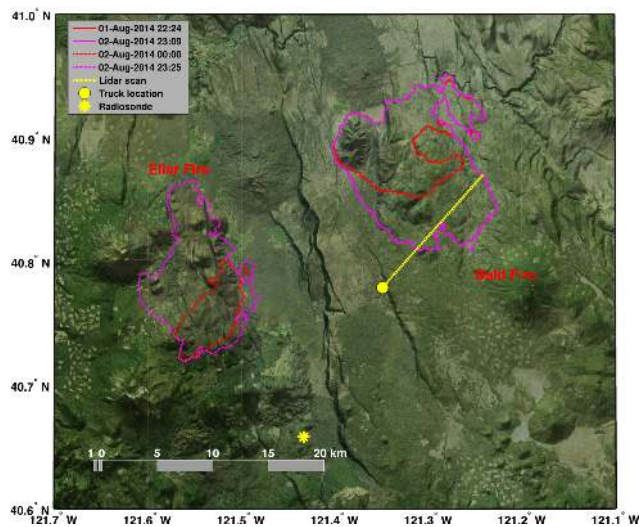 41.0° N
01-Aug-2014 22:24
02-Aug-2014 23:09
02-Aug-2014 00:00
02-Aug-2014 23:25
Lidar scan
Truck location
Radiosonde
40.9° N
Eiler Fire
Bald Fire
40.8° N
40.7° N
1 0 5 10 15 20 km
40.6° N
121.7° W 121.6° W 121.5° W 121.4° W 121.3° W 121.2° W 121.1° W